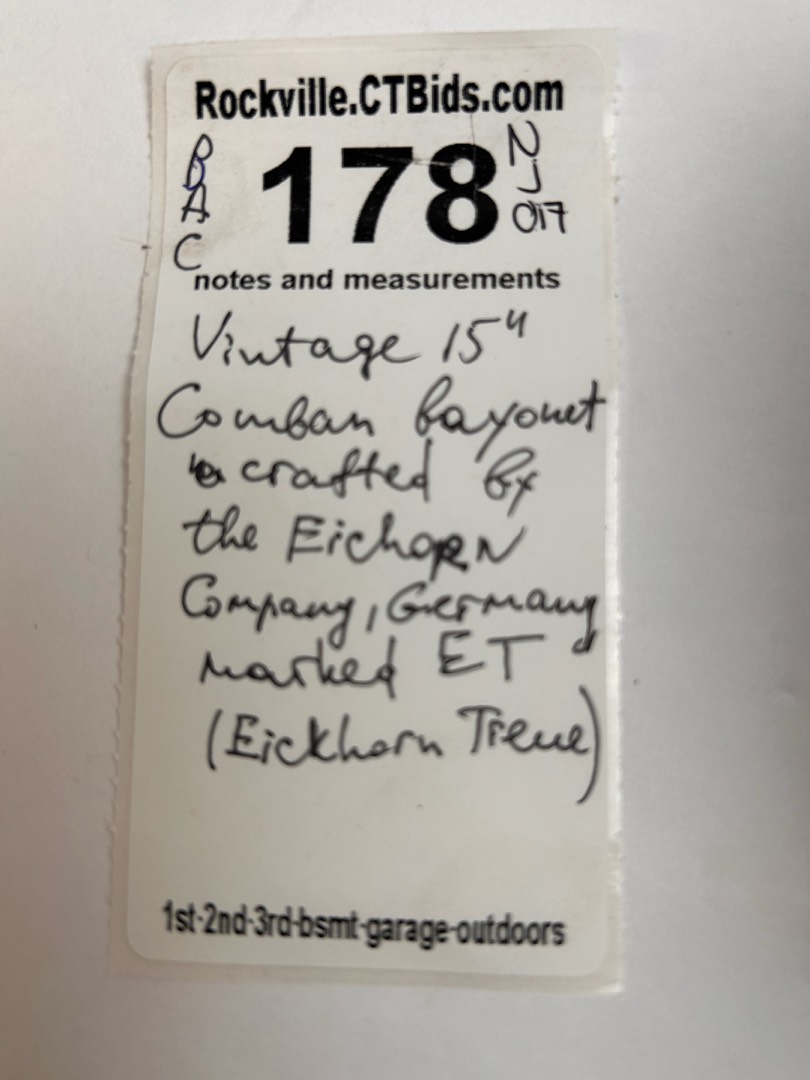 Rockville.CTBids.com
178
NJ
017
notes and measurements
Vintage 15"
Comban bayonet
crafted by
the Eichorn
Company, Germany
marked ET
(Eickhorn Treue)
1st-2nd-3rd-bsmt-garage-outdoors